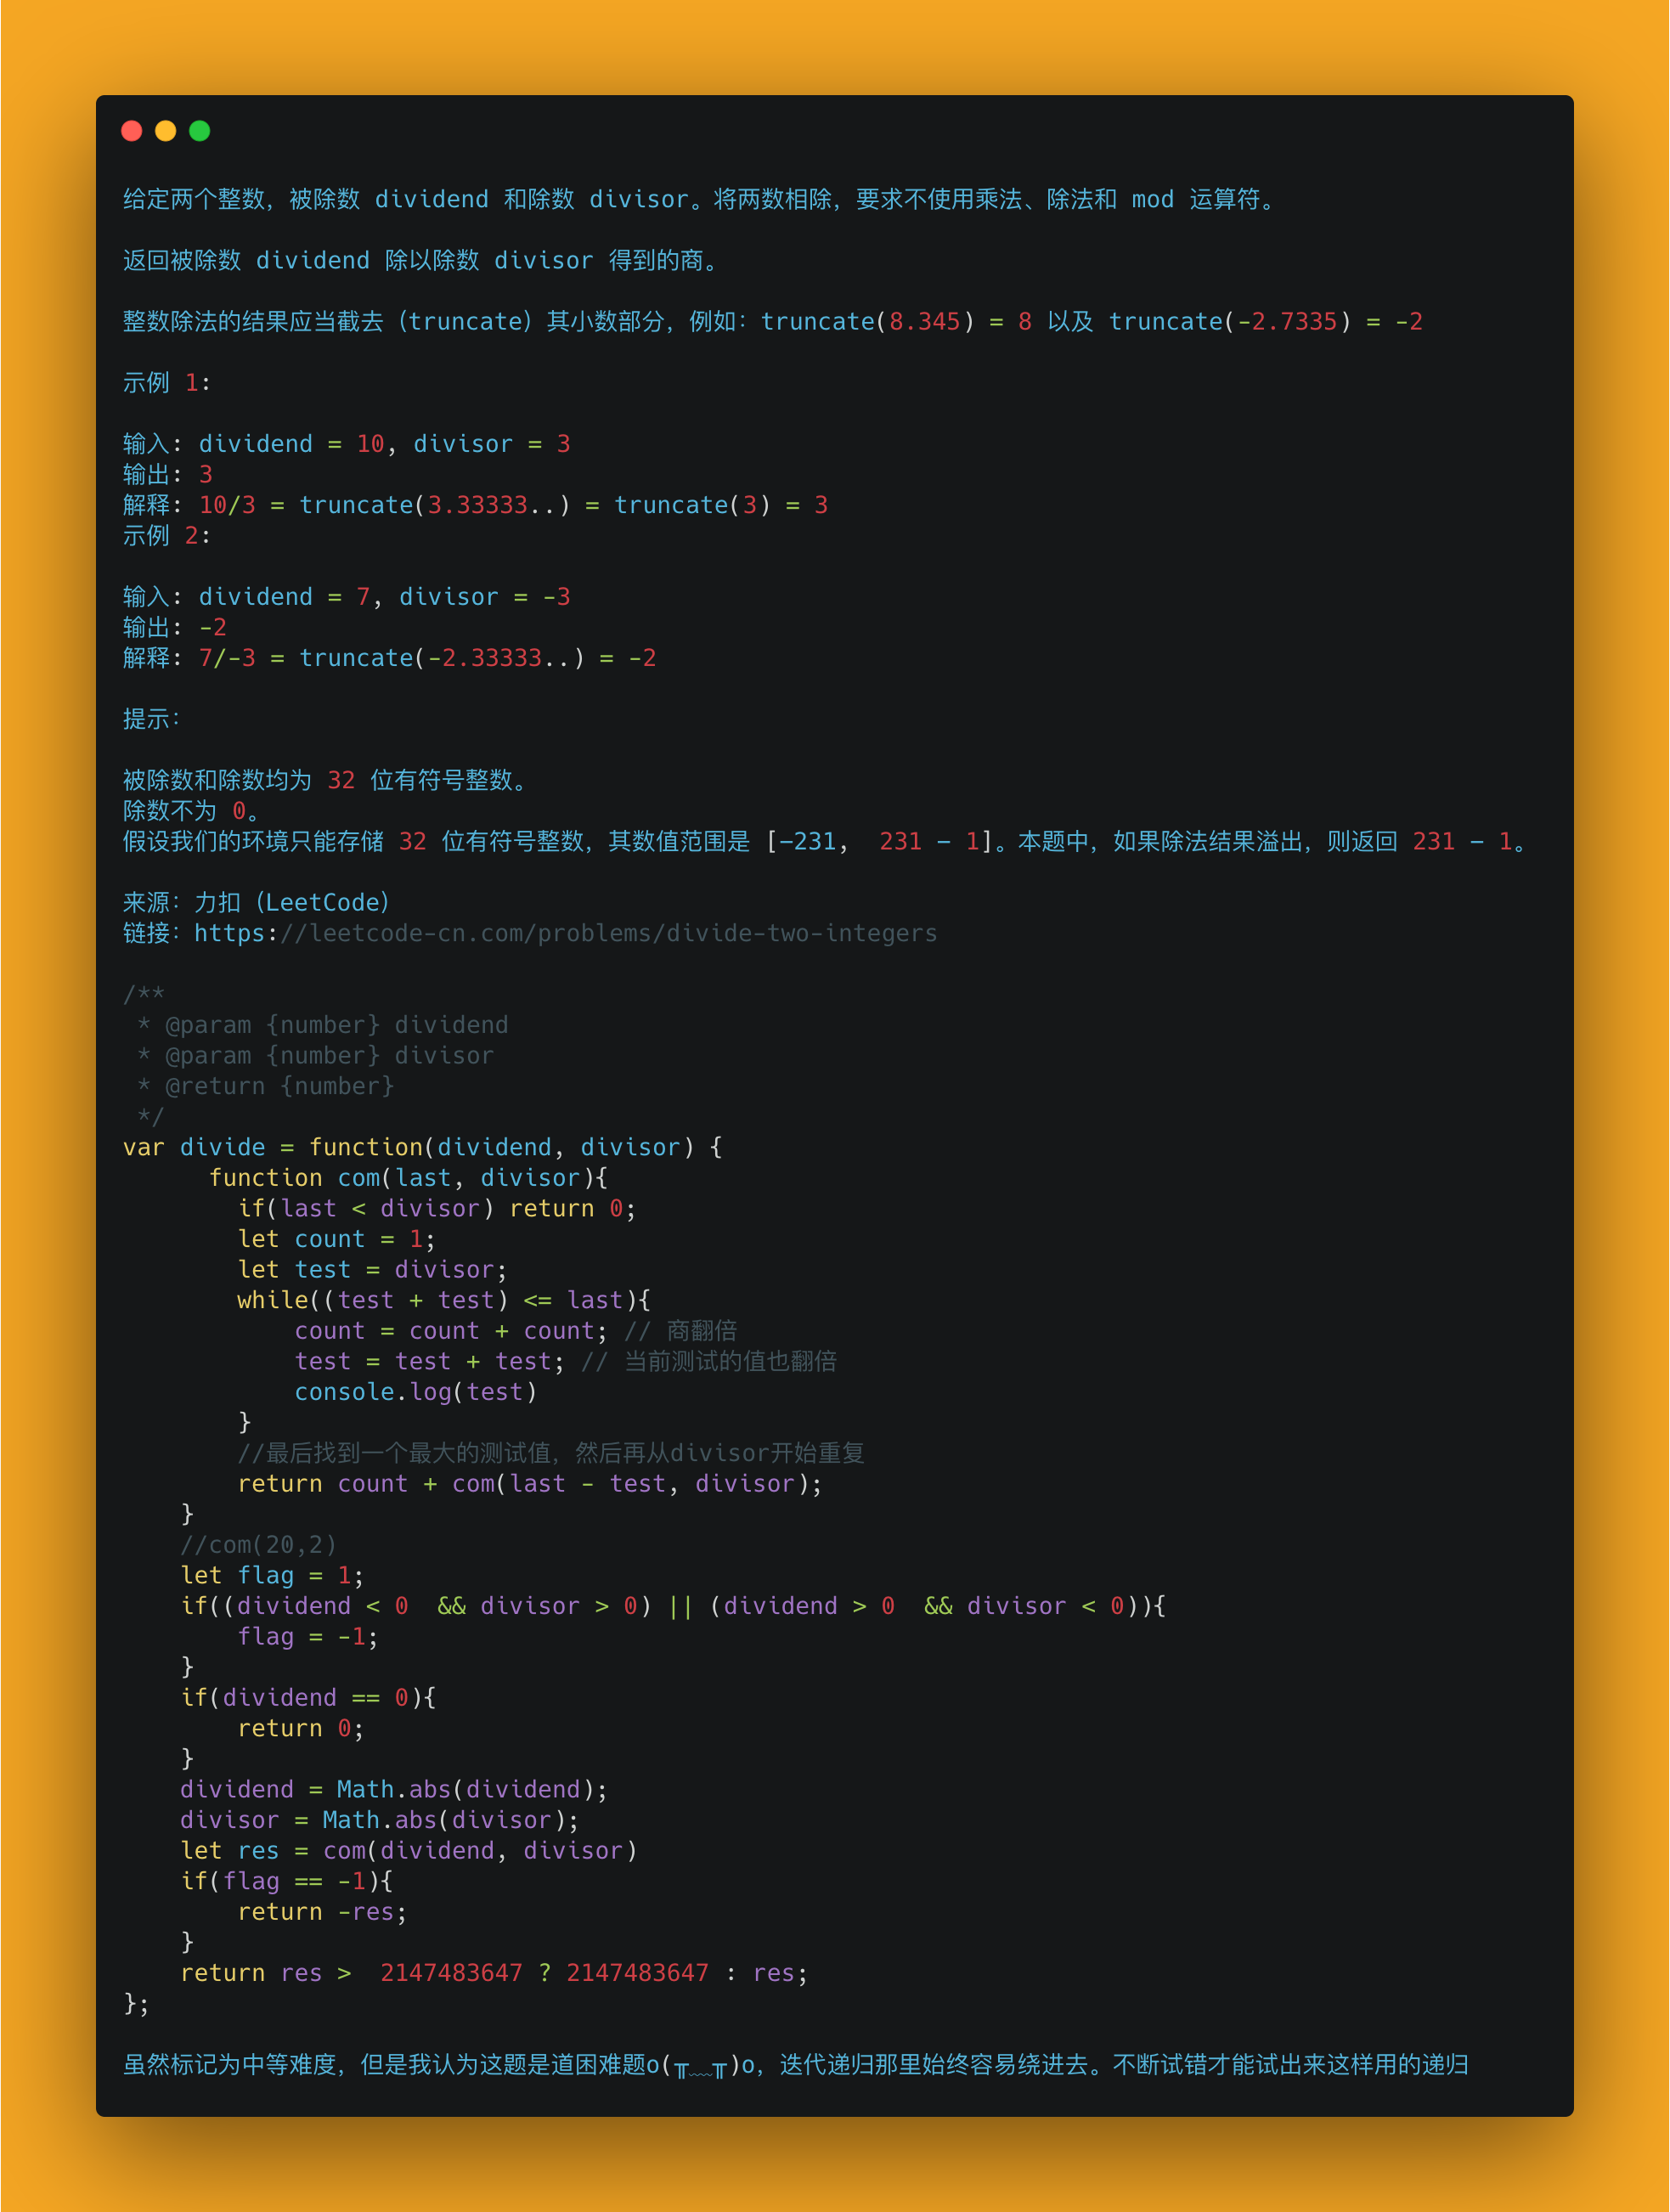 给定两个整数，被除数 dividend 和除数 divisor。将两数相除，要求不使用乘法、除法和 mod 运算符。
返回被除数 dividend 除以除数 divisor 得到的商。
整数除法的结果应当截去（truncate）其小数部分，例如：truncate(8.345) = 8 以及 truncate(-2.7335) = -2
示例 1:
输入: dividend = 10, divisor = 3
输出: 3
解释: 10/3 = truncate(3.33333..) = truncate(3) = 3
示例 2:
输入: dividend = 7, divisor = -3
输出: -2
解释: 7/-3 = truncate(-2.33333..) = -2
提示：
被除数和除数均为 32 位有符号整数。
除数不为 0。
假设我们的环境只能存储 32 位有符号整数，其数值范围是 [−231,  231 − 1]。本题中，如果除法结果溢出，则返回 231 − 1。
来源：力扣（LeetCode）
链接：https://leetcode-cn.com/problems/divide-two-integers
/**
 * @param {number} dividend
 * @param {number} divisor
 * @return {number}
 */
var divide = function(dividend, divisor) {
      function com(last, divisor){
        if(last < divisor) return 0;
        let count = 1;
        let test = divisor;
        while((test + test) <= last){
            count = count + count; // 商翻倍
            test = test + test; // 当前测试的值也翻倍
            console.log(test)
        }
        //最后找到一个最大的测试值，然后再从divisor开始重复
        return count + com(last - test, divisor);
    }
    //com(20,2)
    let flag = 1;
    if((dividend < 0  && divisor > 0) || (dividend > 0  && divisor < 0)){
        flag = -1;
    }
    if(dividend == 0){
        return 0;
    }
    dividend = Math.abs(dividend);
    divisor = Math.abs(divisor);
    let res = com(dividend, divisor)
    if(flag == -1){
        return -res;
    }
    return res >  2147483647 ? 2147483647 : res;
};
虽然标记为中等难度，但是我认为这题是道困难题o(╥﹏╥)o，迭代递归那里始终容易绕进去。不断试错才能试出来这样用的递归